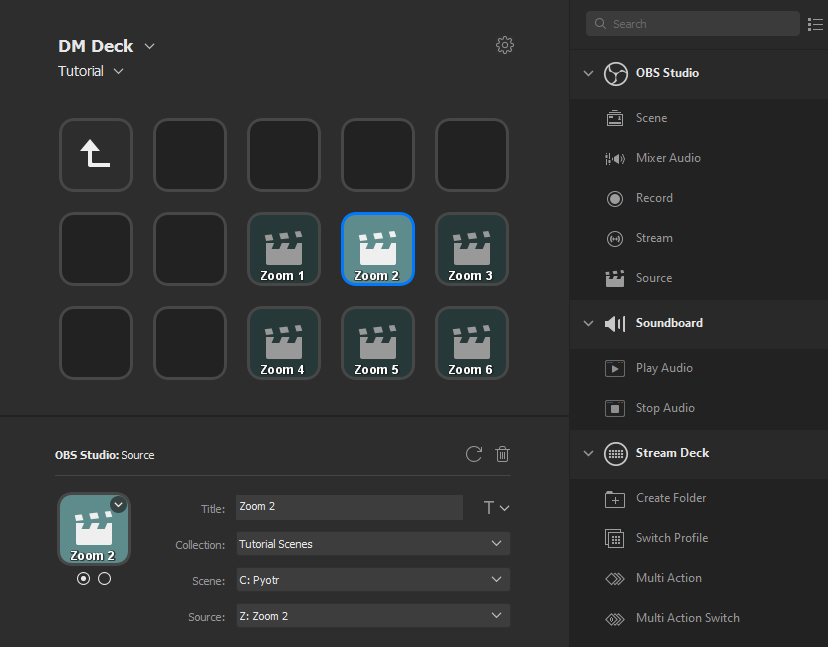 DM Deck
Tutorial
Zoom 1
Zoom 2
Zoom 3
Zoom 4
Zoom 5
Zoom 6
OBS Studio: Source
Zoom 2
Title:
Zoom 2
T
Collection:
Tutorial Scenes
Scene:
C: Pyotr
Source:
Z: Zoom 2
Search
OBS Studio
Scene
Mixer Audio
Record
Stream
Source
Soundboard
Play Audio
Stop Audio
Stream Deck
Create Folder
Switch Profile
Multi Action
Multi Action Switch